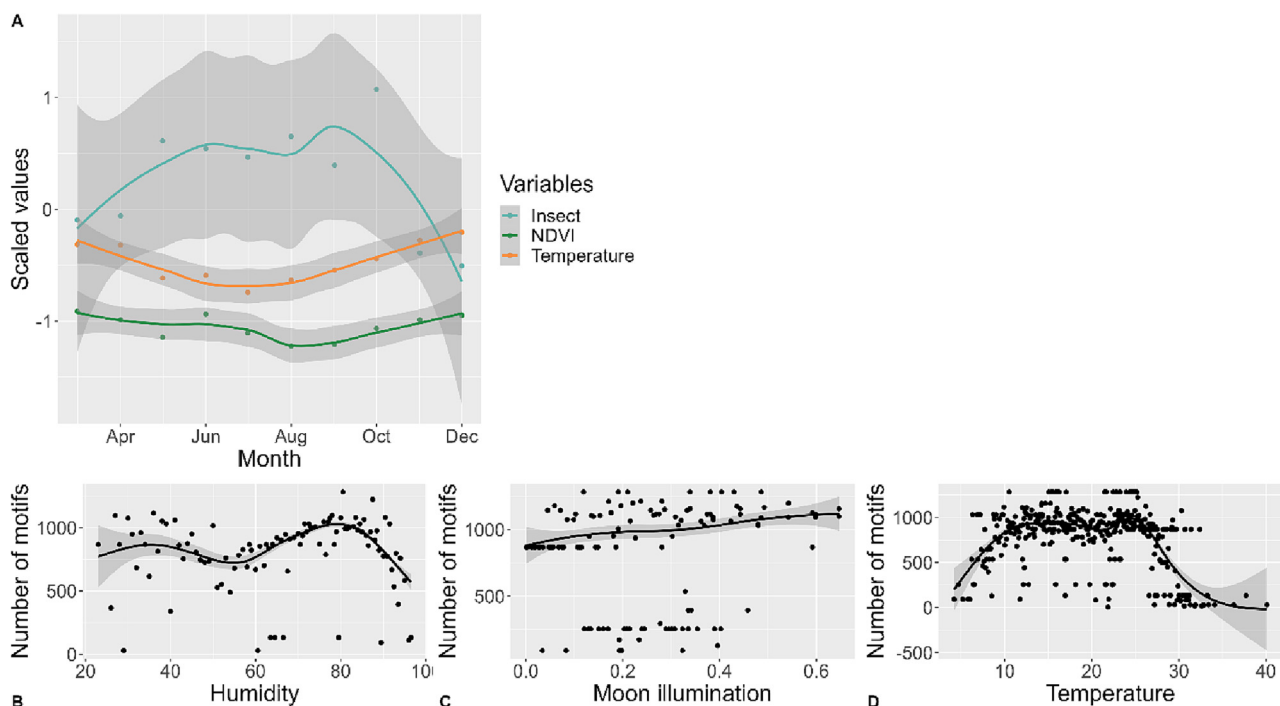 A
Scaled values
1
0
-1
Apr Jun Aug Oct Dec
Month
Variables
Insect
NDVI
Temperature
Number of motifs
1000
500
0
20 40 60 80 100
Humidity
B
Number of motifs
1000
500
0.0 0.2 0.4 0.6
Moon illumination
C
Number of motifs
1000
500
0
-500
10 20 30 40
Temperature
D